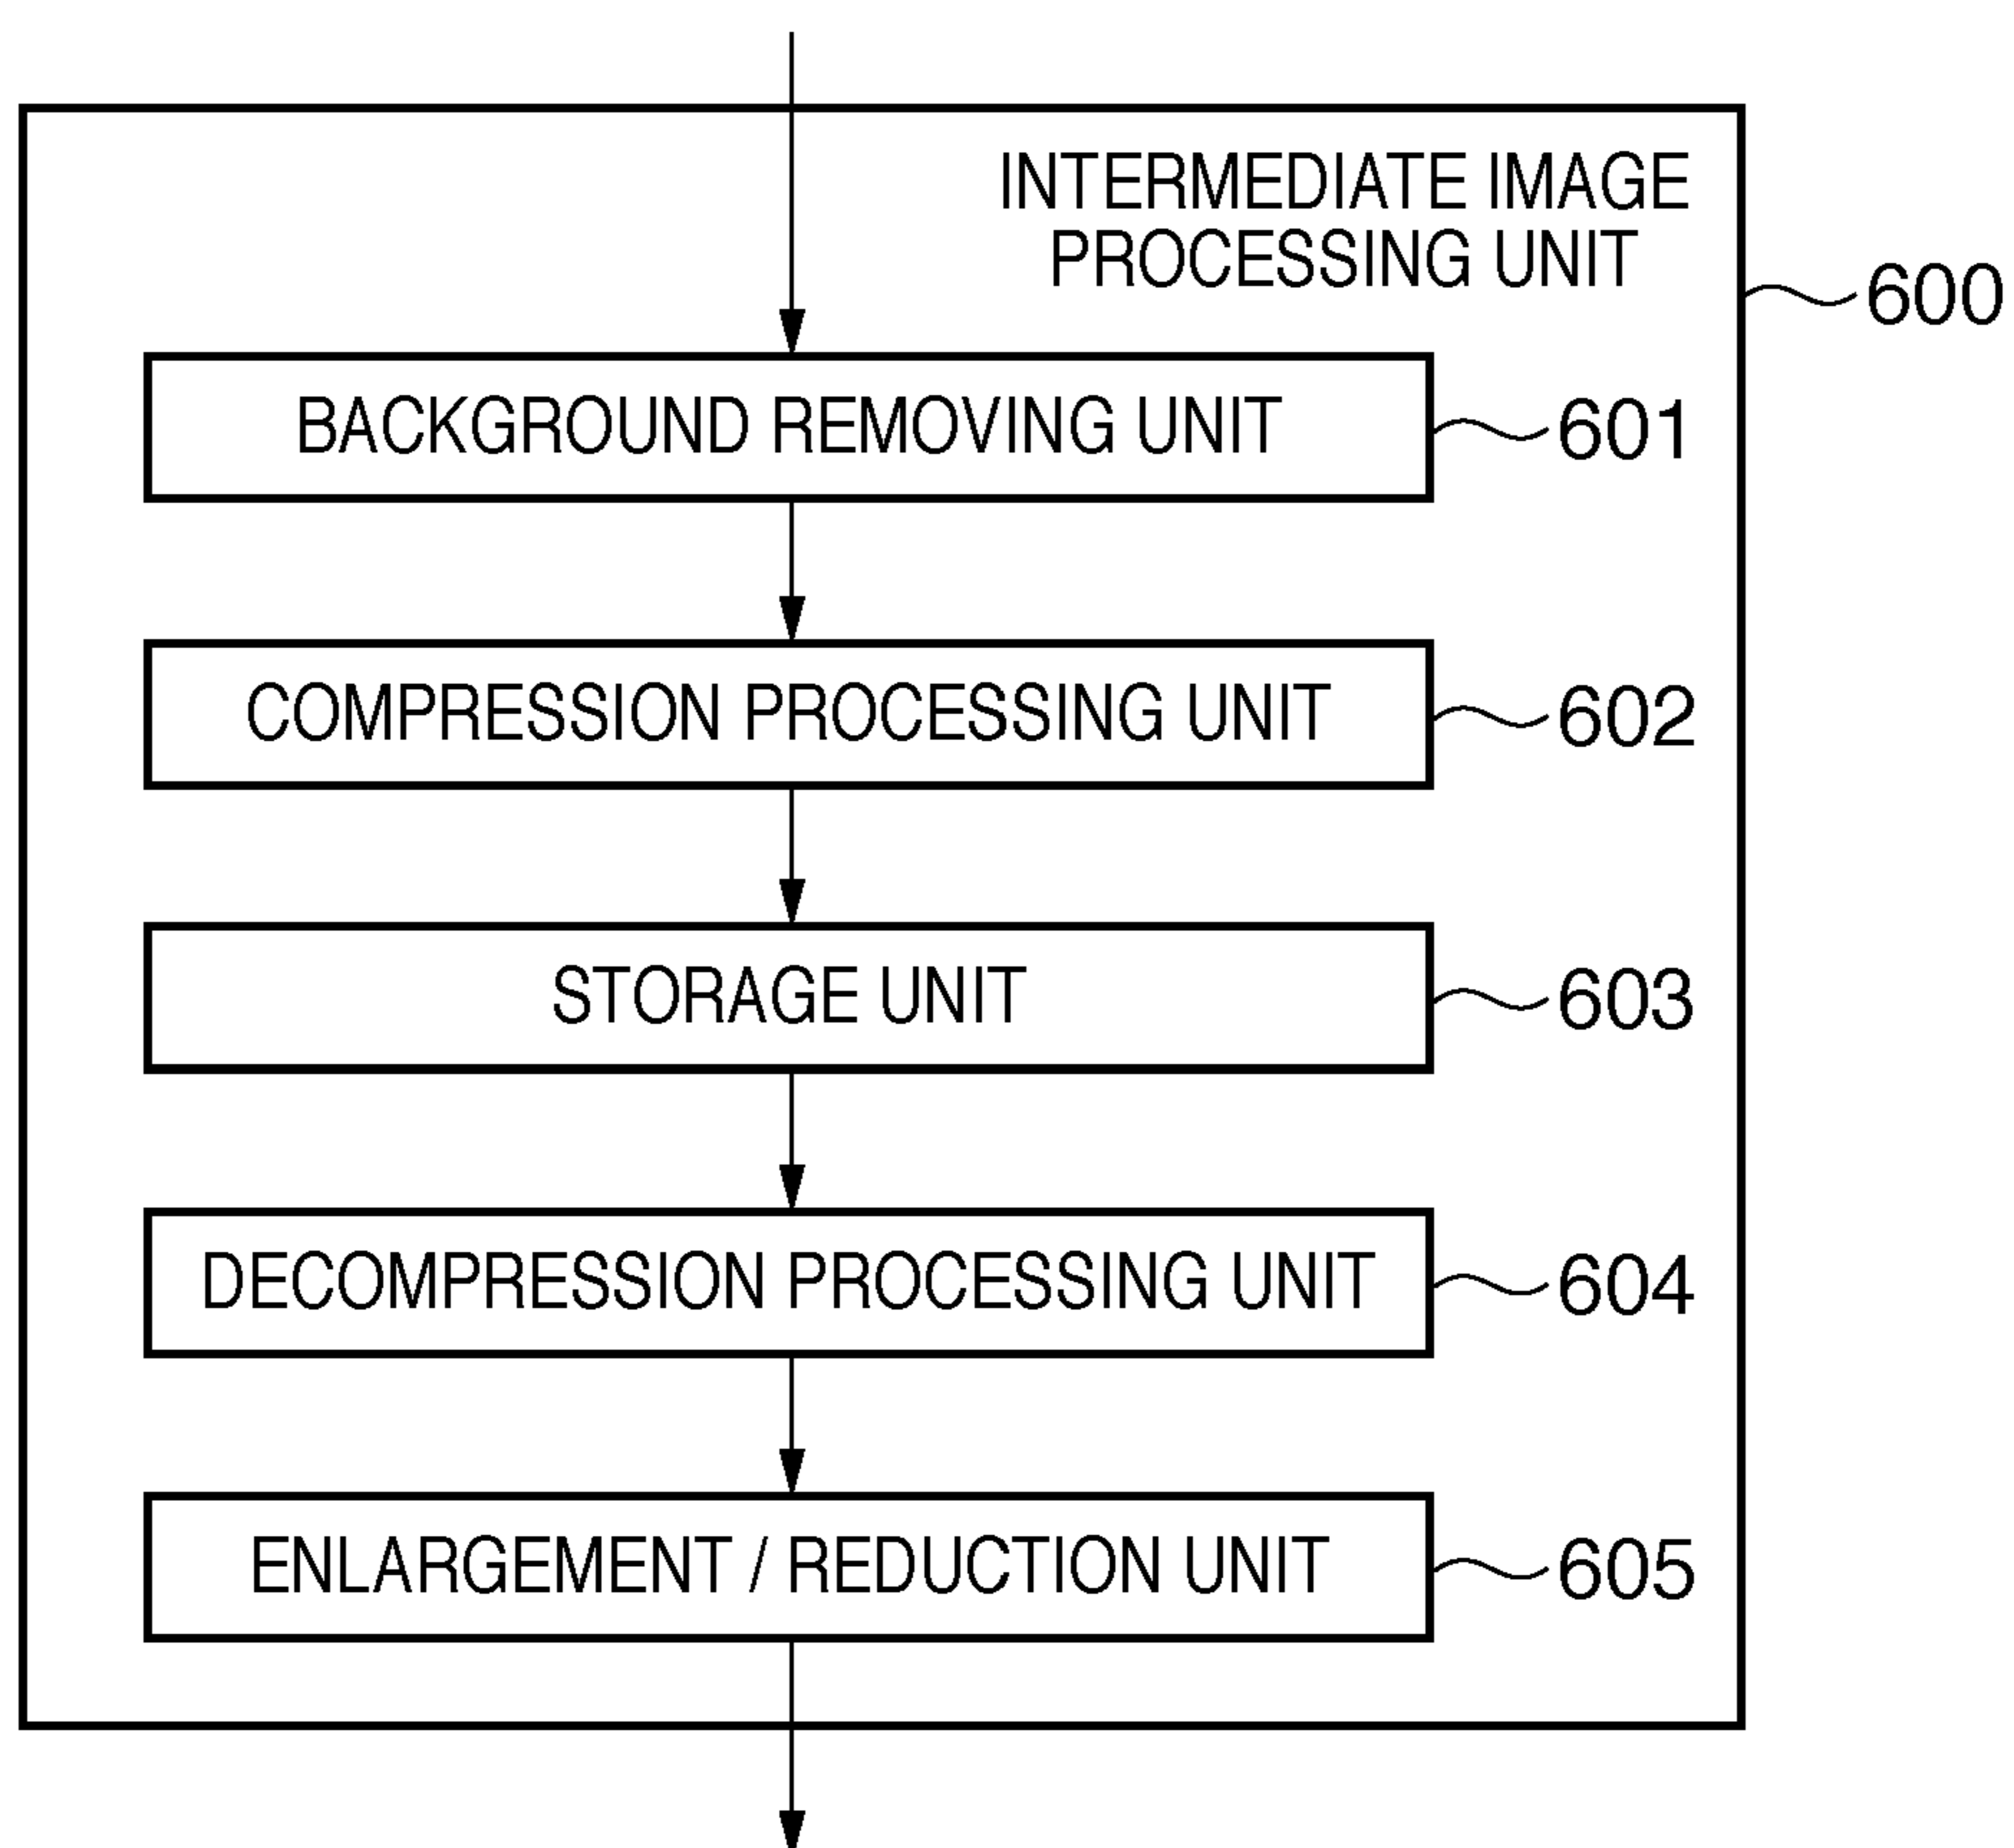 INTERMEDIATE IMAGE
PROCESSING UNIT
600
BACKGROUND REMOVING UNIT
601
COMPRESSION PROCESSING UNIT
602
STORAGE UNIT
603
DECOMPRESSION PROCESSING UNIT
604
ENLARGEMENT / REDUCTION UNIT
605